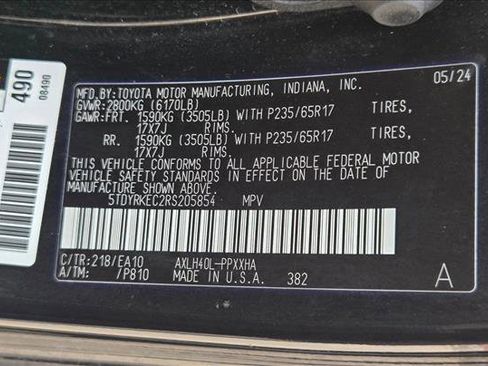 490
08490
MFD.BY:TOYOTA MOTOR MANUFACTURING, INDIANA, INC. 05/24
GVWR:2800KG (6170LB)
GAWR:FRT. 1590KG (3505LB) WITH P235/65R17 TIRES,
17X7J RIMS.
RR. 1590KG (3505LB) WITH P235/65R17 TIRES,
17X7J RIMS.
THIS VEHICLE CONFORMS TO ALL APPLICABLE FEDERAL MOTOR
VEHICLE SAFETY STANDARDS IN EFFECT ON THE DATE OF
MANUFACTURE SHOWN ABOVE.
5TDYRKEC2RS205854 MPV
C/TR:218/EA10 AXLH40L-PPXXHA
A/TM: /P810 MADE IN U.S.A. 382 A